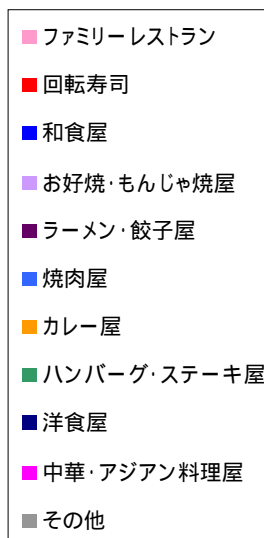 ファミリーレストラン
回転寿司
和食屋
お好焼・もんじゃ焼屋
ラーメン・餃子屋
焼肉屋
カレー屋
ハンバーグ・ステーキ屋
洋食屋
中華・アジアン料理屋
その他